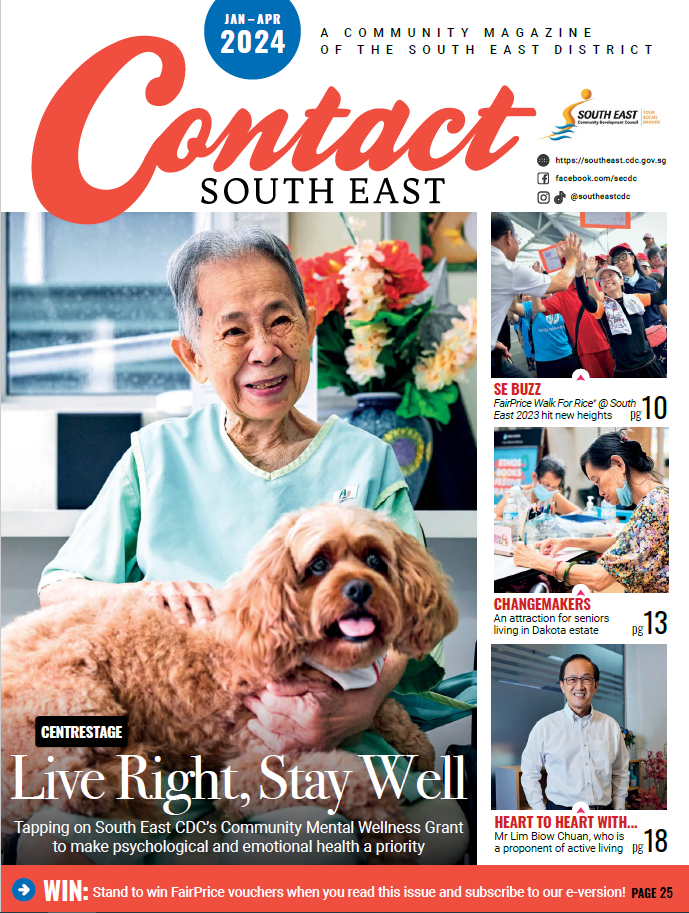 JAN – APR
2024
A COMMUNITY MAGAZINE
OF THE SOUTH EAST DISTRICT
Contact
SOUTH EAST
SOUTH EAST
Community Development Council
YOUR
SOCIAL
BROKER
https://southeast.cdc.gov.sg
facebook.com/secdc
@southeastcdc
SE BUZZ
FairPrice Walk For Rice+ @ South
East 2023 hit new heights
pg 10
CHANGEMAKERS
An attraction for seniors
living in Dakota estate
pg 13
HEART TO HEART WITH...
Mr Lim Biow Chuan, who is
a proponent of active living
pg 18
CENTRESTAGE
Live Right, Stay Well
Tapping on South East CDC's Community Mental Wellness Grant
to make psychological and emotional health a priority
WIN: Stand to win FairPrice vouchers when you read this issue and subscribe to our e-version! PAGE 25